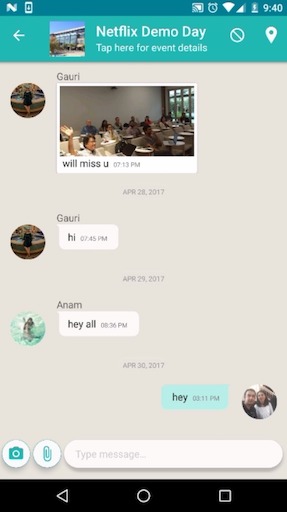 9:40
Netflix Demo Day
Tap here for event details
Gauri
will miss u 07:13 PM
APR 28, 2017
Gauri
hi 07:45 PM
APR 29, 2017
Anam
hey all 08:36 PM
APR 30, 2017
hey 03:11 PM
Type message...